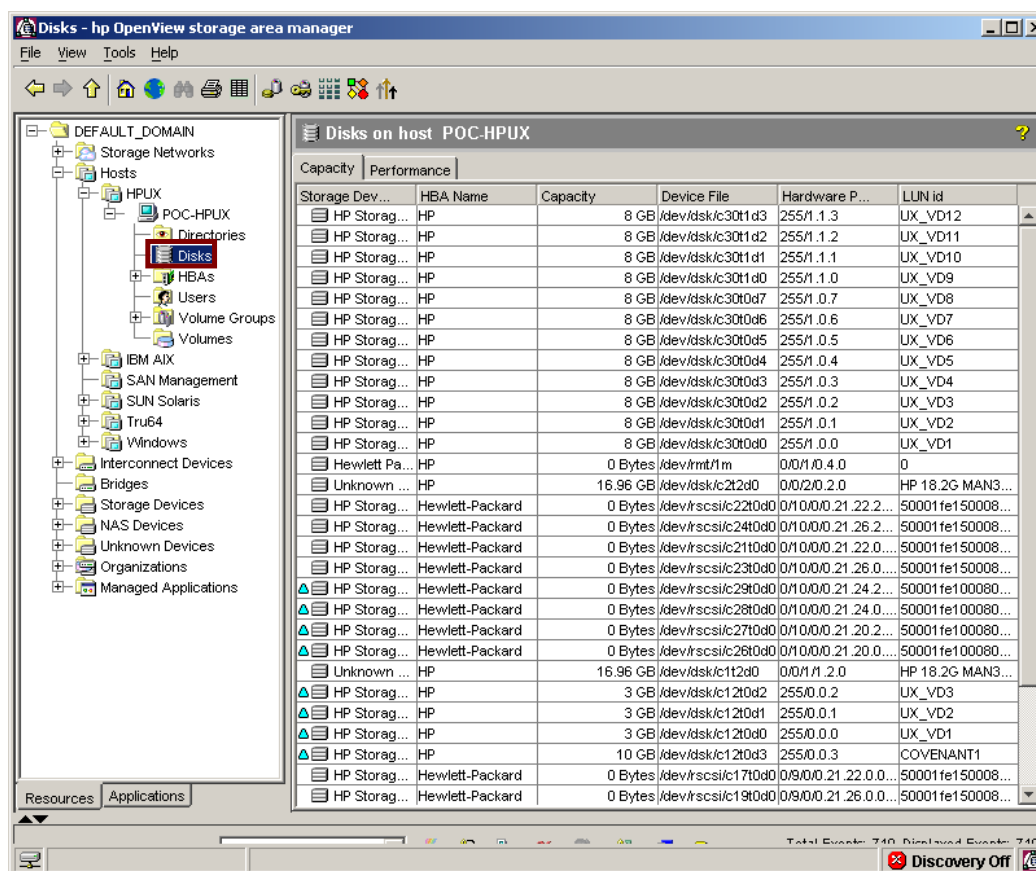 Disks - hp OpenView storage area manager
File View Tools Help
DEFAULT_DOMAIN
Storage Networks
Hosts
HPUX
POC-HPUX
Directories
Disks
HBAs
Users
Volume Groups
Volumes
IBM AIX
SAN Management
SUN Solaris
Tru64
Windows
Interconnect Devices
Bridges
Storage Devices
NAS Devices
Unknown Devices
Organizations
Managed Applications
Resources Applications
Disks on host POC-HPUX ?
Capacity Performance
Storage Dev... HBA Name Capacity Device File Hardware P... LUN id
HP Storag... HP 8 GB /dev/dsk/c30t1d3 255/1.1.3 UX_VD12
HP Storag... HP 8 GB /dev/dsk/c30t1d2 255/1.1.2 UX_VD11
HP Storag... HP 8 GB /dev/dsk/c30t1d1 255/1.1.1 UX_VD10
HP Storag... HP 8 GB /dev/dsk/c30t1d0 255/1.1.0 UX_VD9
HP Storag... HP 8 GB /dev/dsk/c30t0d7 255/1.0.7 UX_VD8
HP Storag... HP 8 GB /dev/dsk/c30t0d6 255/1.0.6 UX_VD7
HP Storag... HP 8 GB /dev/dsk/c30t0d5 255/1.0.5 UX_VD6
HP Storag... HP 8 GB /dev/dsk/c30t0d4 255/1.0.4 UX_VD5
HP Storag... HP 8 GB /dev/dsk/c30t0d3 255/1.0.3 UX_VD4
HP Storag... HP 8 GB /dev/dsk/c30t0d2 255/1.0.2 UX_VD3
HP Storag... HP 8 GB /dev/dsk/c30t0d1 255/1.0.1 UX_VD2
HP Storag... HP 8 GB /dev/dsk/c30t0d0 255/1.0.0 UX_VD1
Hewlett Pa... HP 0 Bytes /dev/rmt/1m 0/0/1/0.4.0 0
Unknown ... HP 16.96 GB /dev/dsk/c2t2d0 0/0/2/0.2.0 HP 18.2G MAN3...
HP Storag... Hewlett-Packard 0 Bytes /dev/rscsi/c22t0d0 0/10/0/0.21.22.2... 50001fe150008...
HP Storag... Hewlett-Packard 0 Bytes /dev/rscsi/c24t0d0 0/10/0/0.21.26.2... 50001fe150008...
HP Storag... Hewlett-Packard 0 Bytes /dev/rscsi/c21t0d0 0/10/0/0.21.22.0.... 50001fe150008...
HP Storag... Hewlett-Packard 0 Bytes /dev/rscsi/c23t0d0 0/10/0/0.21.26.0.... 50001fe150008...
HP Storag... Hewlett-Packard 0 Bytes /dev/rscsi/c29t0d0 0/10/0/0.21.24.2... 50001fe100080...
HP Storag... Hewlett-Packard 0 Bytes /dev/rscsi/c28t0d0 0/10/0/0.21.24.0.... 50001fe100080...
HP Storag... Hewlett-Packard 0 Bytes /dev/rscsi/c27t0d0 0/10/0/0.21.20.2... 50001fe100080...
HP Storag... Hewlett-Packard 0 Bytes /dev/rscsi/c26t0d0 0/10/0/0.21.20.0.... 50001fe100080...
Unknown ... HP 16.96 GB /dev/dsk/c1t2d0 0/0/1/1.2.0 HP 18.2G MAN3...
HP Storag... HP 3 GB /dev/dsk/c12t0d2 255/0.0.2 UX_VD3
HP Storag... HP 3 GB /dev/dsk/c12t0d1 255/0.0.1 UX_VD2
HP Storag... HP 3 GB /dev/dsk/c12t0d0 255/0.0.0 UX_VD1
HP Storag... HP 10 GB /dev/dsk/c12t0d3 255/0.0.3 COVENANT1
HP Storag... Hewlett-Packard 0 Bytes /dev/rscsi/c17t0d0 0/9/0/0.21.22.0.0... 50001fe150008...
HP Storag... Hewlett-Packard 0 Bytes /dev/rscsi/c19t0d0 0/9/0/0.21.26.0.0... 50001fe150008...
Total Events: 740 Displayed Events: 740
Discovery Off